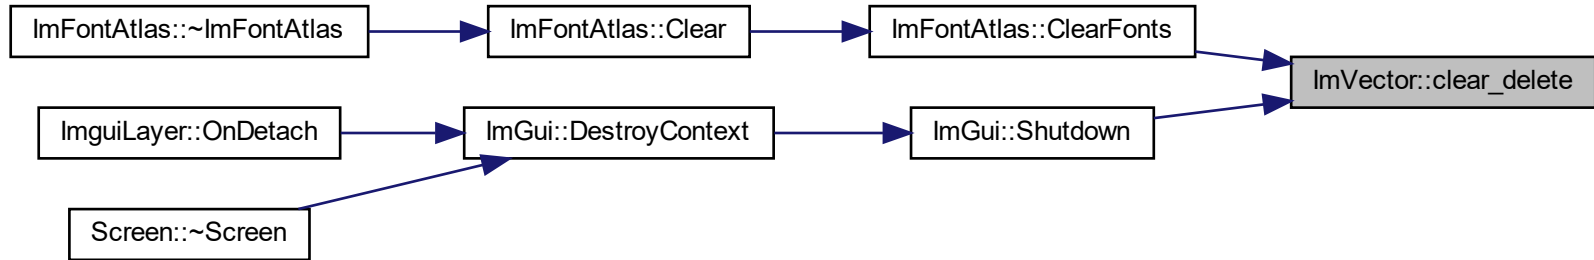 ImFontAtlas::~ImFontAtlas
ImFontAtlas::Clear
ImFontAtlas::ClearFonts
ImVector::clear_delete
ImguiLayer::OnDetach
ImGui::DestroyContext
ImGui::Shutdown
Screen::~Screen